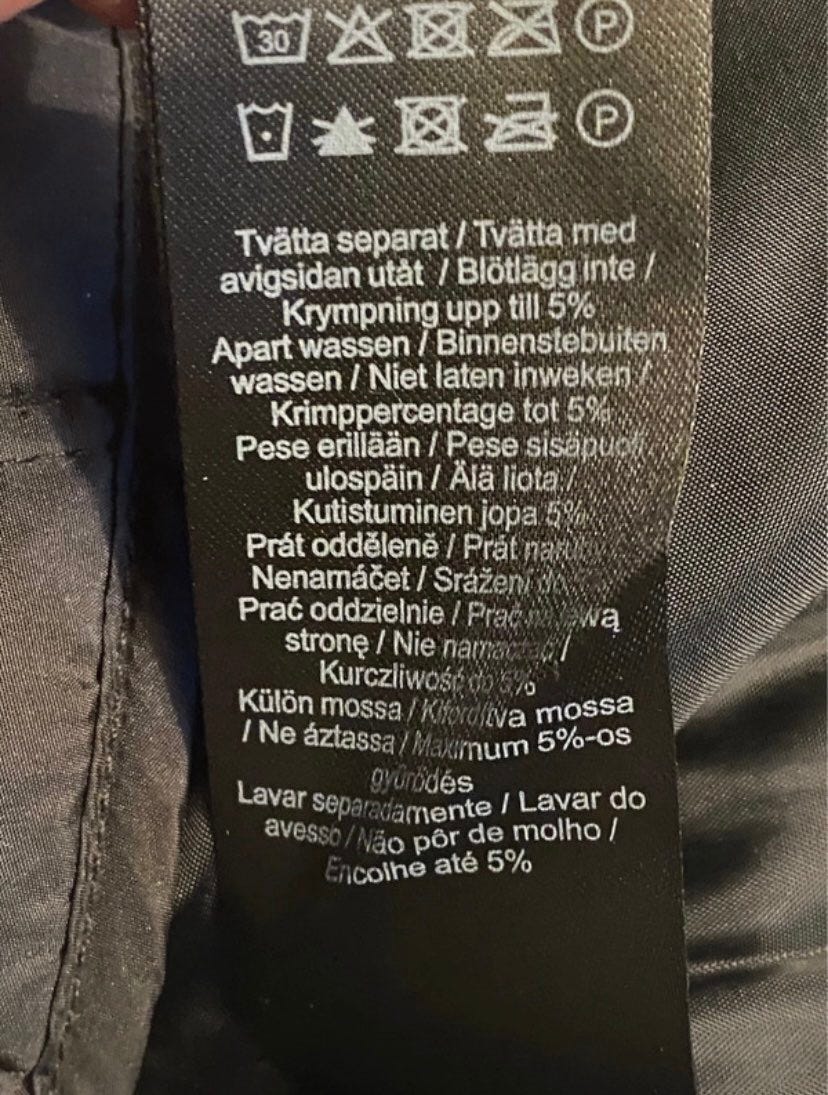 30 P
P
Tvätta separat / Tvätta med
avigsidan utåt / Blötlägg inte /
Krympning upp till 5%
Apart wassen / Binnenstebuiten
wassen / Niet laten inweken /
Krimppercentage tot 5%
Pese erillään / Pese sisäpuoli
ulospäin / Älä liota /
Kutistuminen jopa 5%
Prát odděleně / Prát naruby
Nenamáčet / Srážení do
Prać oddzielnie / Prać na lewą
stronę / Nie namaczać /
Kurczliwość do 5%
Külön mossa / Kifordítva mossa
/ Ne áztassa / Maximum 5%-os
gyűrődés
Lavar separadamente / Lavar do
avesso / Não pôr de molho /
Encolhe até 5%